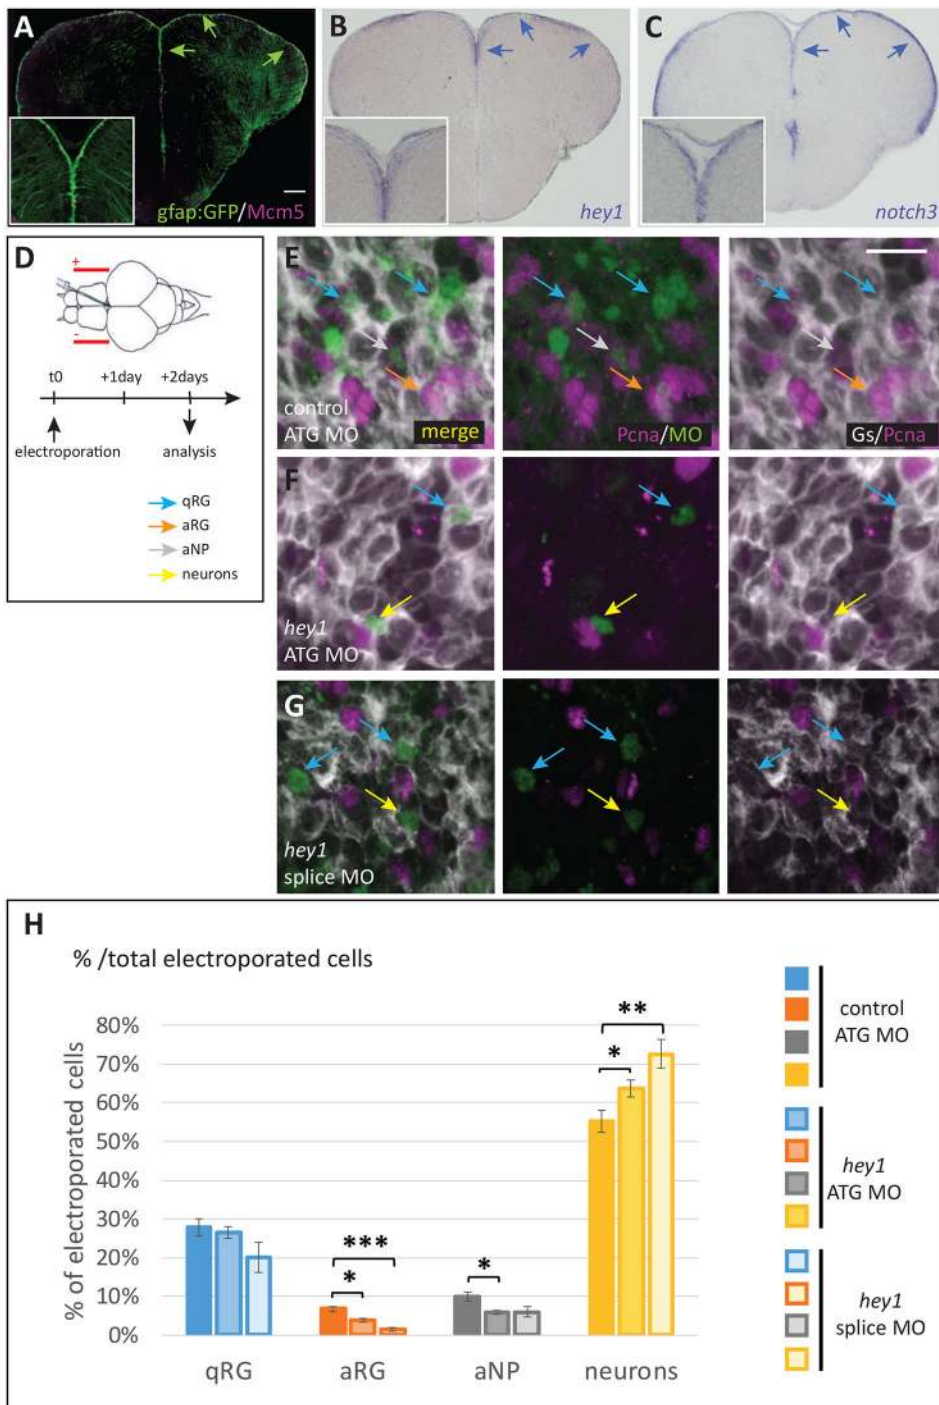 A
gfap:GFP/Mcm5
B
hey1
C
notch3
D
+
-
t0
+1day
+2days
electroporation
analysis
qRG
aRG
aNP
neurons
E
control
ATG MO
merge
Pcna/MO
Gs/Pcna
F
hey1
ATG MO
G
hey1
splice MO
H
% /total electroporated cells
% of electroporated cells
80%
70%
60%
50%
40%
30%
20%
10%
0%
***
*
*
**
*
qRG
aRG
aNP
neurons
control
ATG MO
hey1
ATG MO
hey1
splice MO